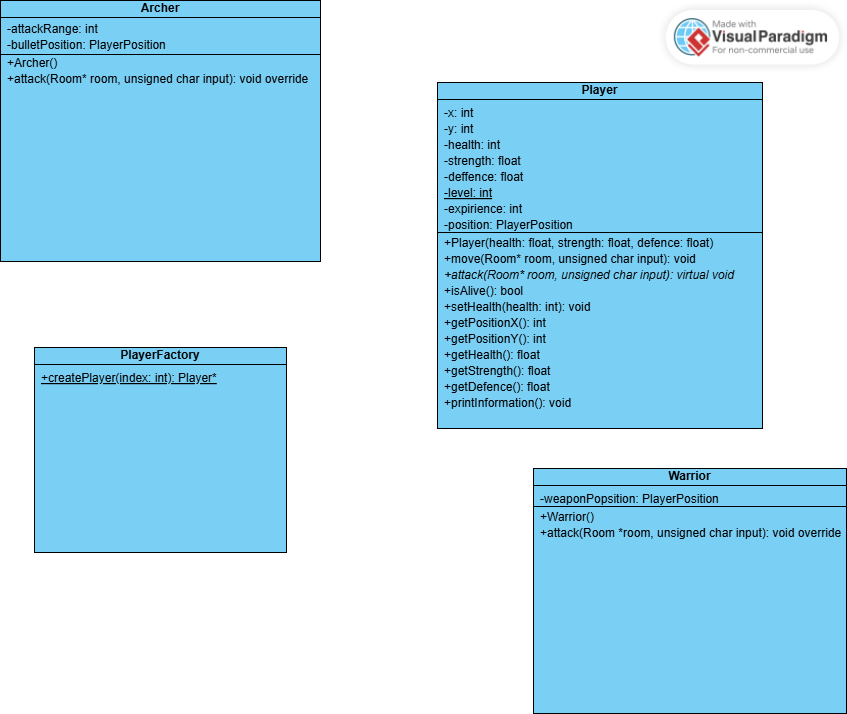 Archer
-attackRange: int
-bulletPosition: PlayerPosition
+Archer()
+attack(Room* room, unsigned char input): void override
Made with
VisualParadigm
For non-commercial use
Player
-x: int
-y: int
-health: int
-strength: float
-deffence: float
-level: int
-expirience: int
-position: PlayerPosition
+Player(health: float, strength: float, defence: float)
+move(Room* room, unsigned char input): void
+attack(Room* room, unsigned char input): virtual void
+isAlive(): bool
+setHealth(health: int): void
+getPositionX(): int
+getPositionY(): int
+getHealth(): float
+getStrength(): float
+getDefence(): float
+printInformation(): void
PlayerFactory
+createPlayer(index: int): Player*
Warrior
-weaponPopsition: PlayerPosition
+Warrior()
+attack(Room *room, unsigned char input): void override